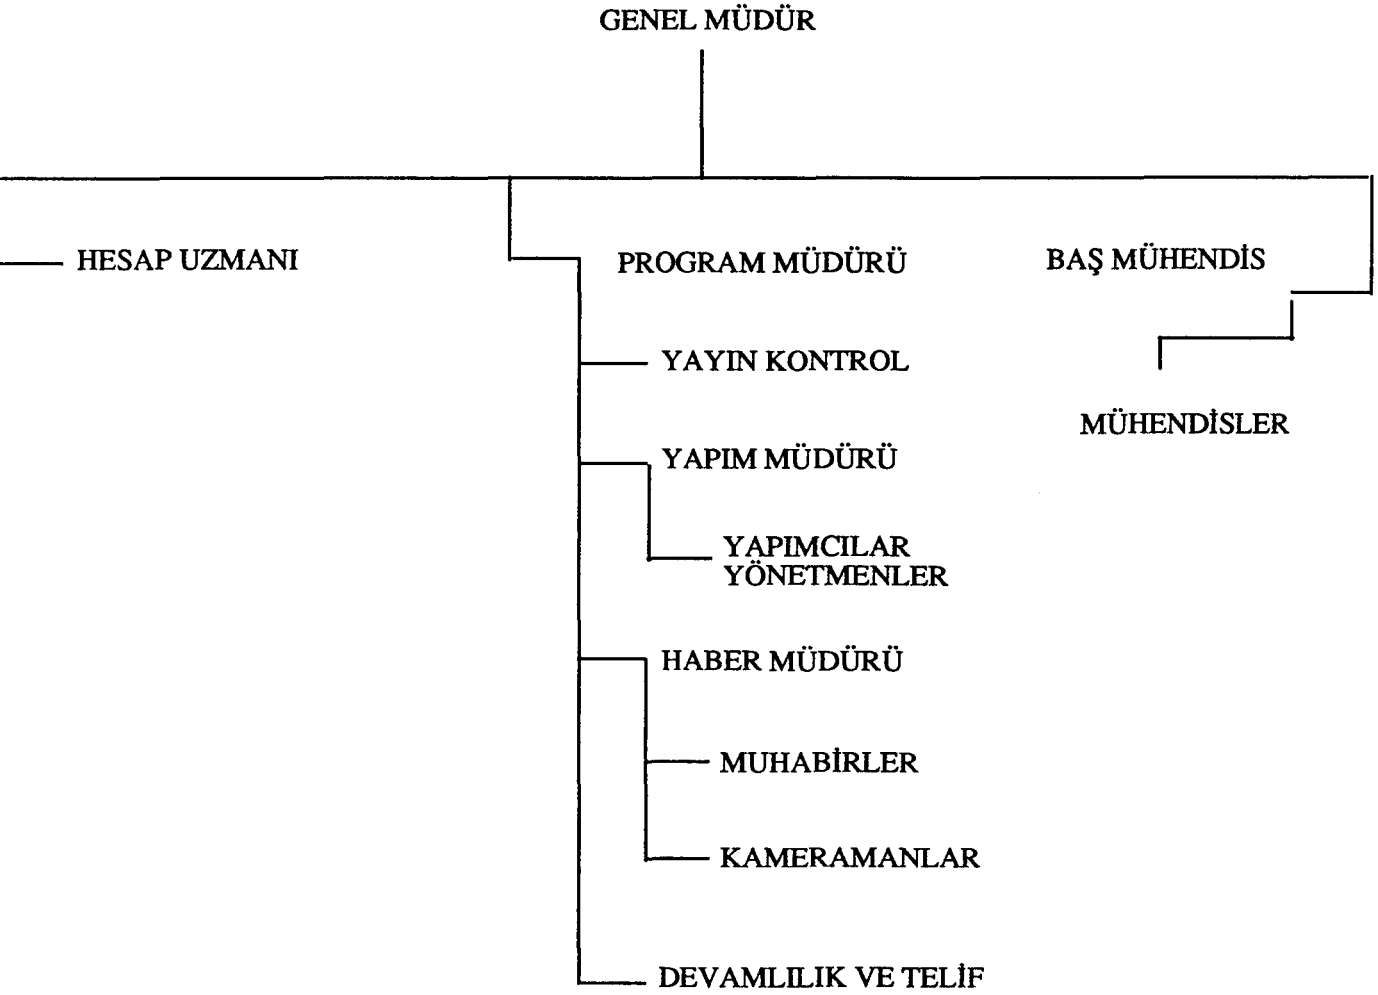 GENEL MÜDÜR
HESAP UZMANI
PROGRAM MÜDÜRÜ
BAŞ MÜHENDİS
YAYIN KONTROL
MÜHENDİSLER
YAPIM MÜDÜRÜ
YAPIMCILAR
YÖNETMENLER
HABER MÜDÜRÜ
MUHABİRLER
KAMERAMANLAR
DEVAMLILIK VE TELİF